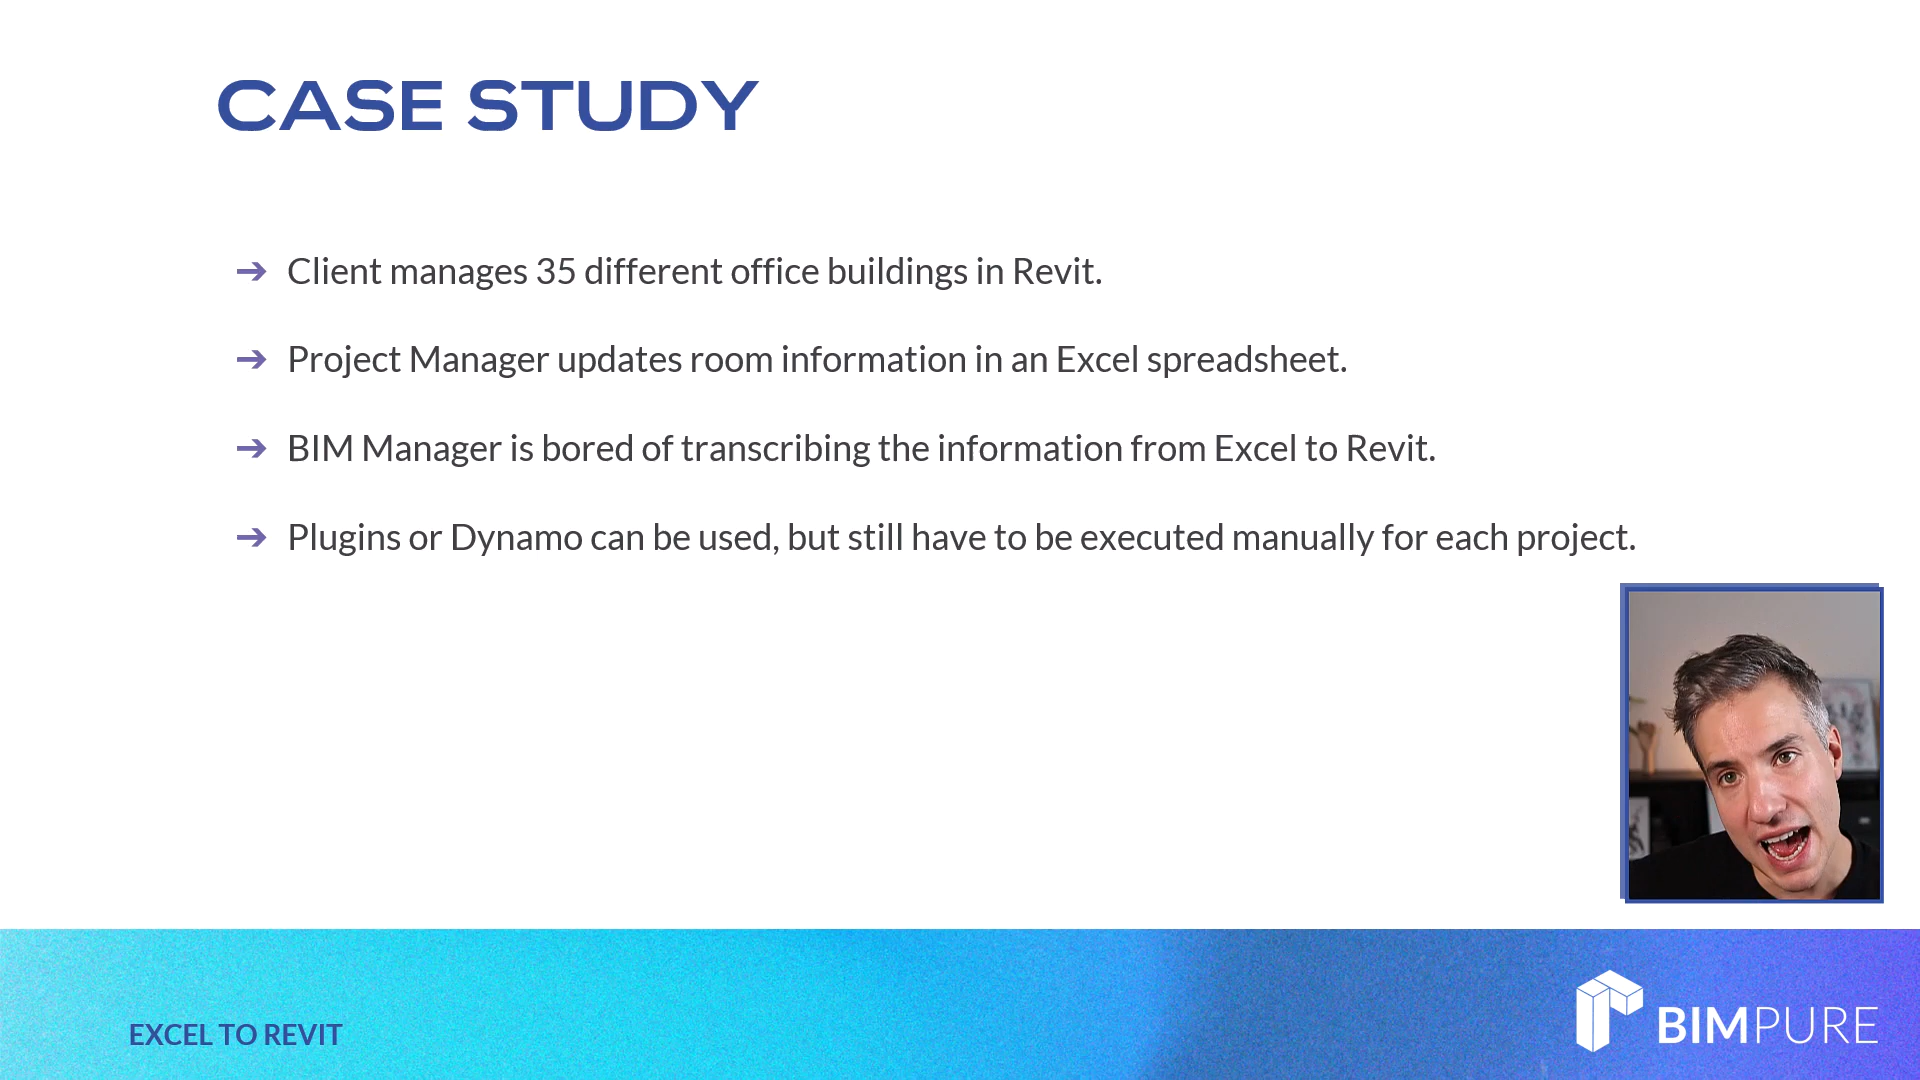 CASE STUDY
➔ Client manages 35 different office buildings in Revit.
➔ Project Manager updates room information in an Excel spreadsheet.
➔ BIM Manager is bored of transcribing the information from Excel to Revit.
➔ Plugins or Dynamo can be used, but still have to be executed manually for each project.
EXCEL TO REVIT
BIMPURE